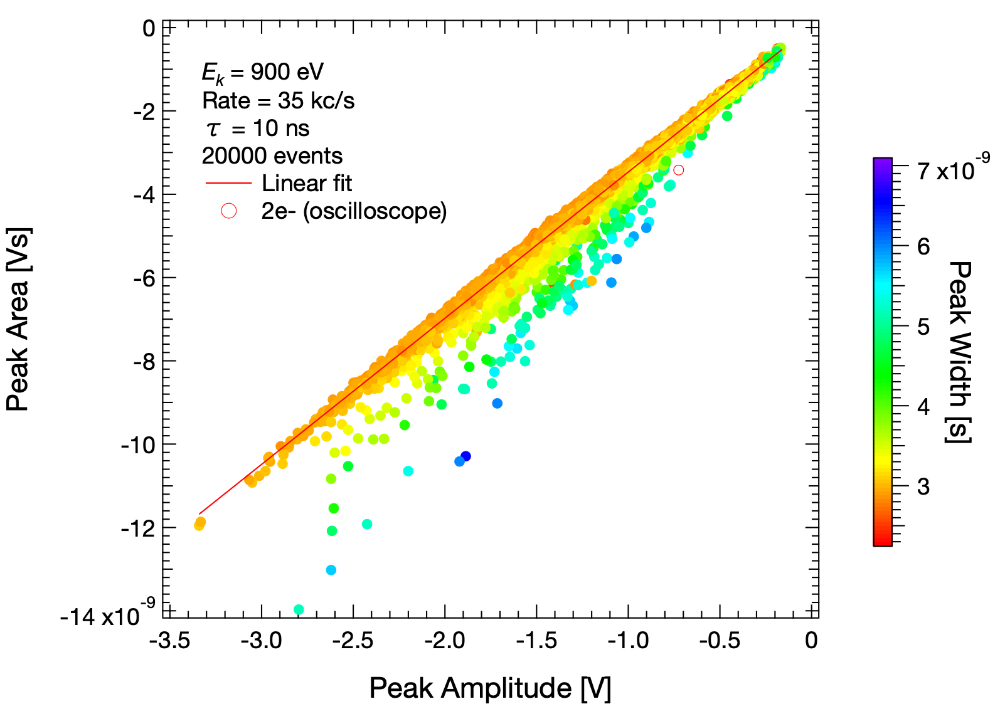 0
-2
-4
-6
-8
-10
-12
-14 x10⁻⁹
Peak Area [Vs]
Eₖ = 900 eV
Rate = 35 kc/s
τ = 10 ns
20000 events
Linear fit
2e- (oscilloscope)
-3.5 -3.0 -2.5 -2.0 -1.5 -1.0 -0.5 0
Peak Amplitude [V]
7 x10⁻⁹
6
5
4
3
Peak Width [s]